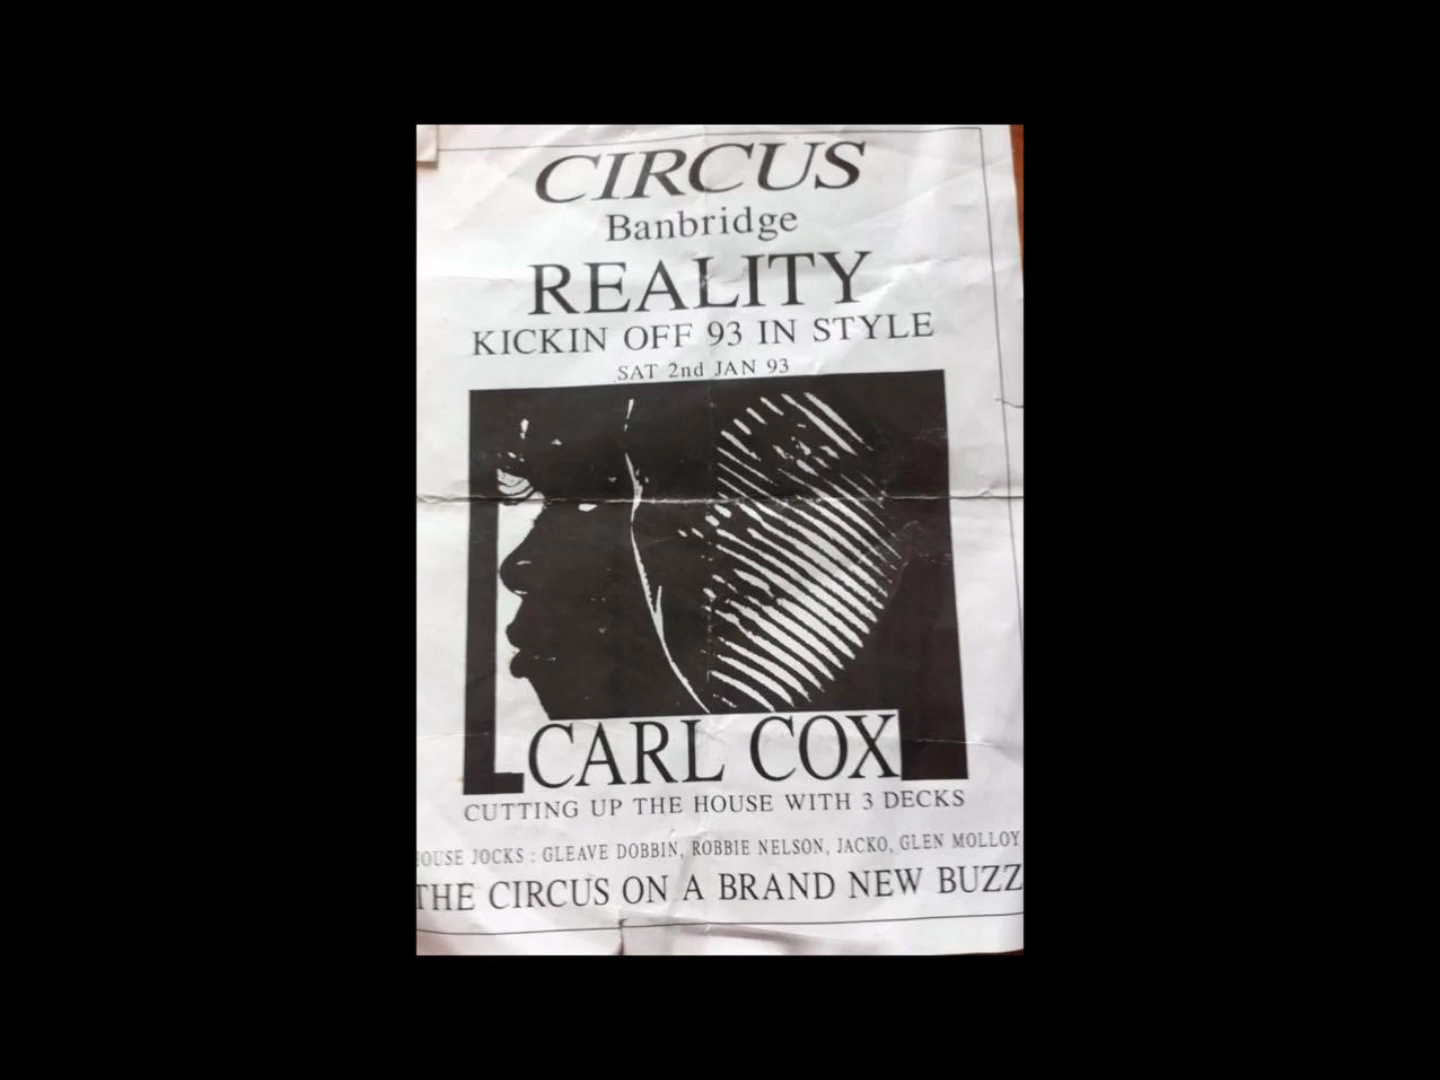 CIRCUS
Banbridge
REALITY
KICKIN OFF 93 IN STYLE
SAT 2nd JAN 93
CARL COX
CUTTING UP THE HOUSE WITH 3 DECKS
OUSE JOCKS : GLEAVE DOBBIN, ROBBIE NELSON, JACKO, GLEN MOLLOY
THE CIRCUS ON A BRAND NEW BUZZ